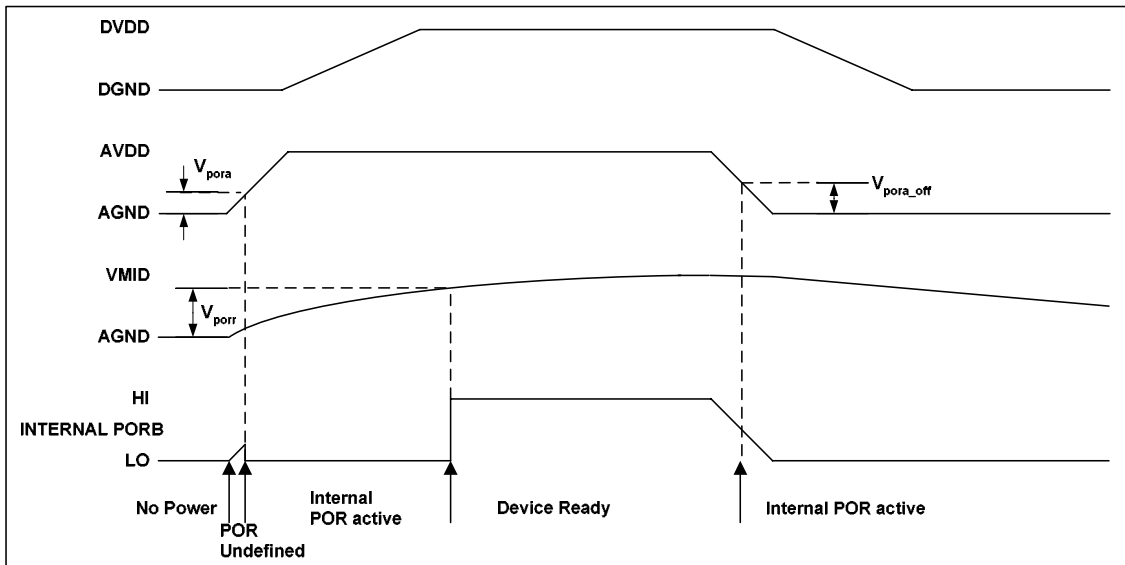 DVDD
DGND
AVDD
Vpora
Vpora_off
AGND
VMID
Vporr
AGND
HI
INTERNAL PORB
LO
No Power
POR
Undefined
Internal
POR active
Device Ready
Internal POR active